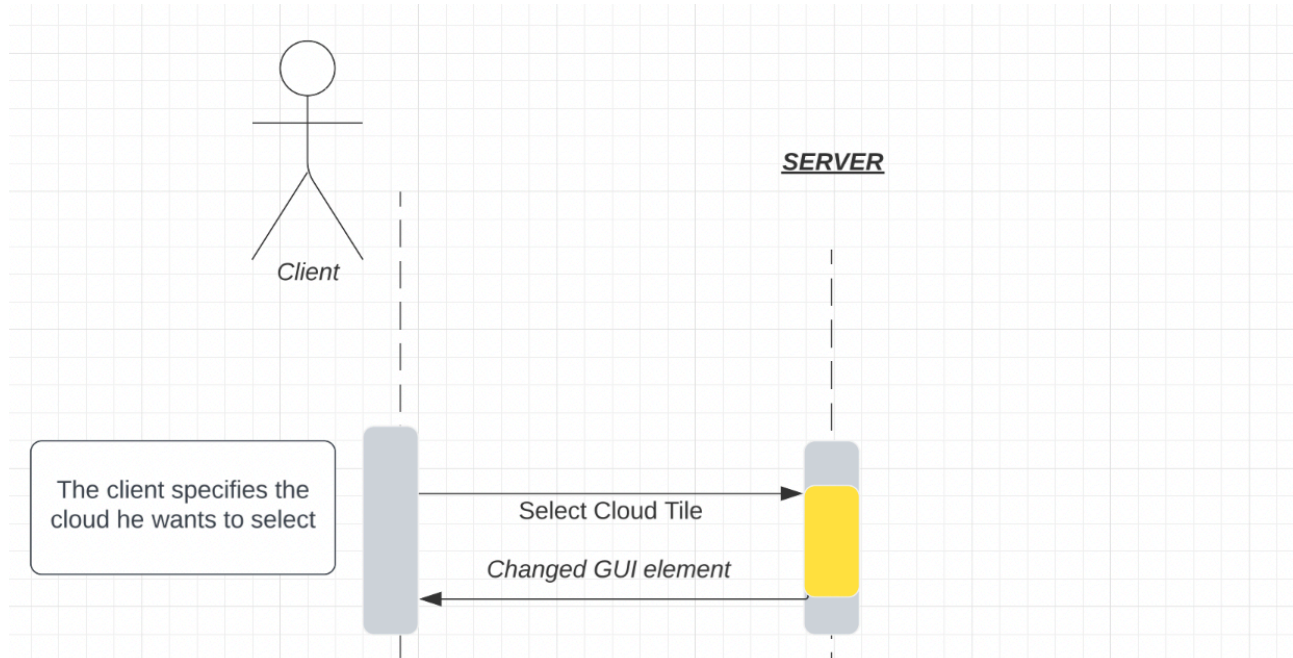 SERVER
Client
The client specifies the
cloud he wants to select
Select Cloud Tile
Changed GUI element